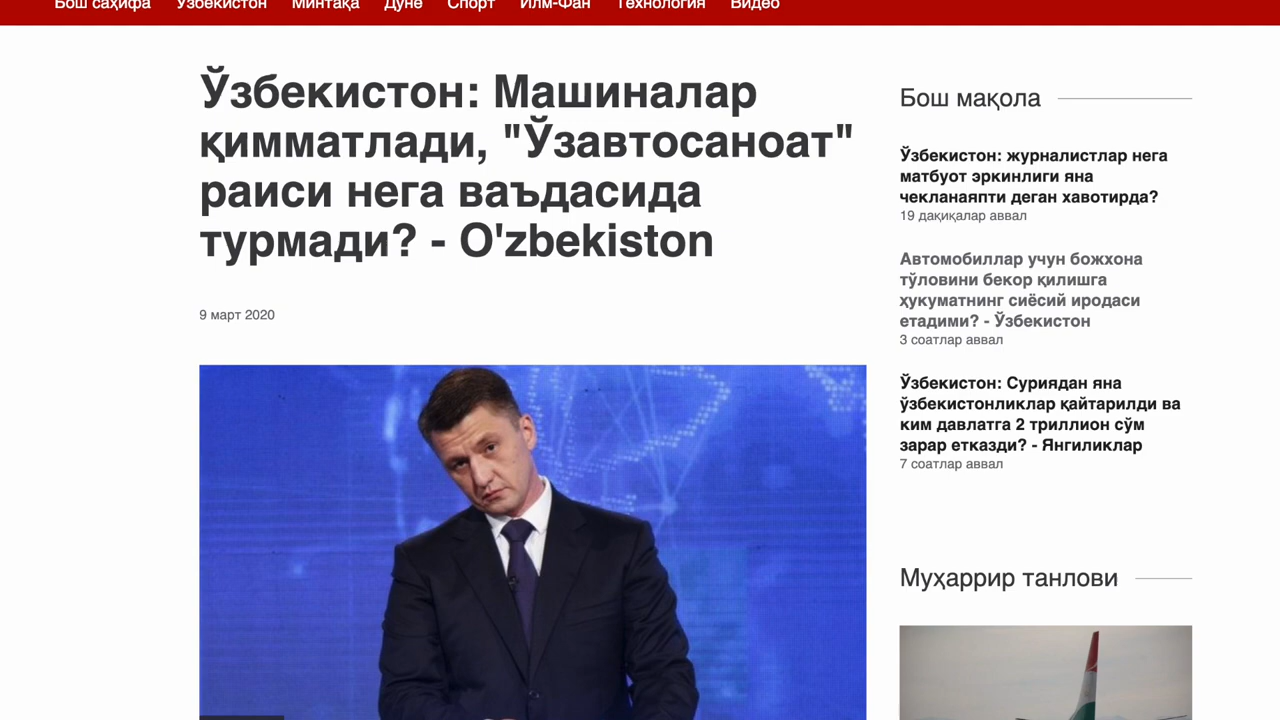 Бош саҳифа Ўзбекистон Минтақа Дунё Спорт Илм-Фан Технология Видео
Ўзбекистон: Машиналар
қимматлади, "Ўзавтосаноат"
раиси нега ваъдасида
турмади? - O'zbekiston
9 март 2020
Бош мақола
Ўзбекистон: журналистлар нега
матбуот эркинлиги яна
чекланаяпти деган хавотирда?
19 дақиқалар аввал
Автомобиллар учун божхона
тўловини бекор қилишга
ҳукуматнинг сиёсий иродаси
етадими? - Ўзбекистон
3 соатлар аввал
Ўзбекистон: Суриядан яна
ўзбекистонликлар қайтарилди ва
ким давлатга 2 триллион сўм
зарар етказди? - Янгиликлар
7 соатлар аввал
Муҳаррир танлови